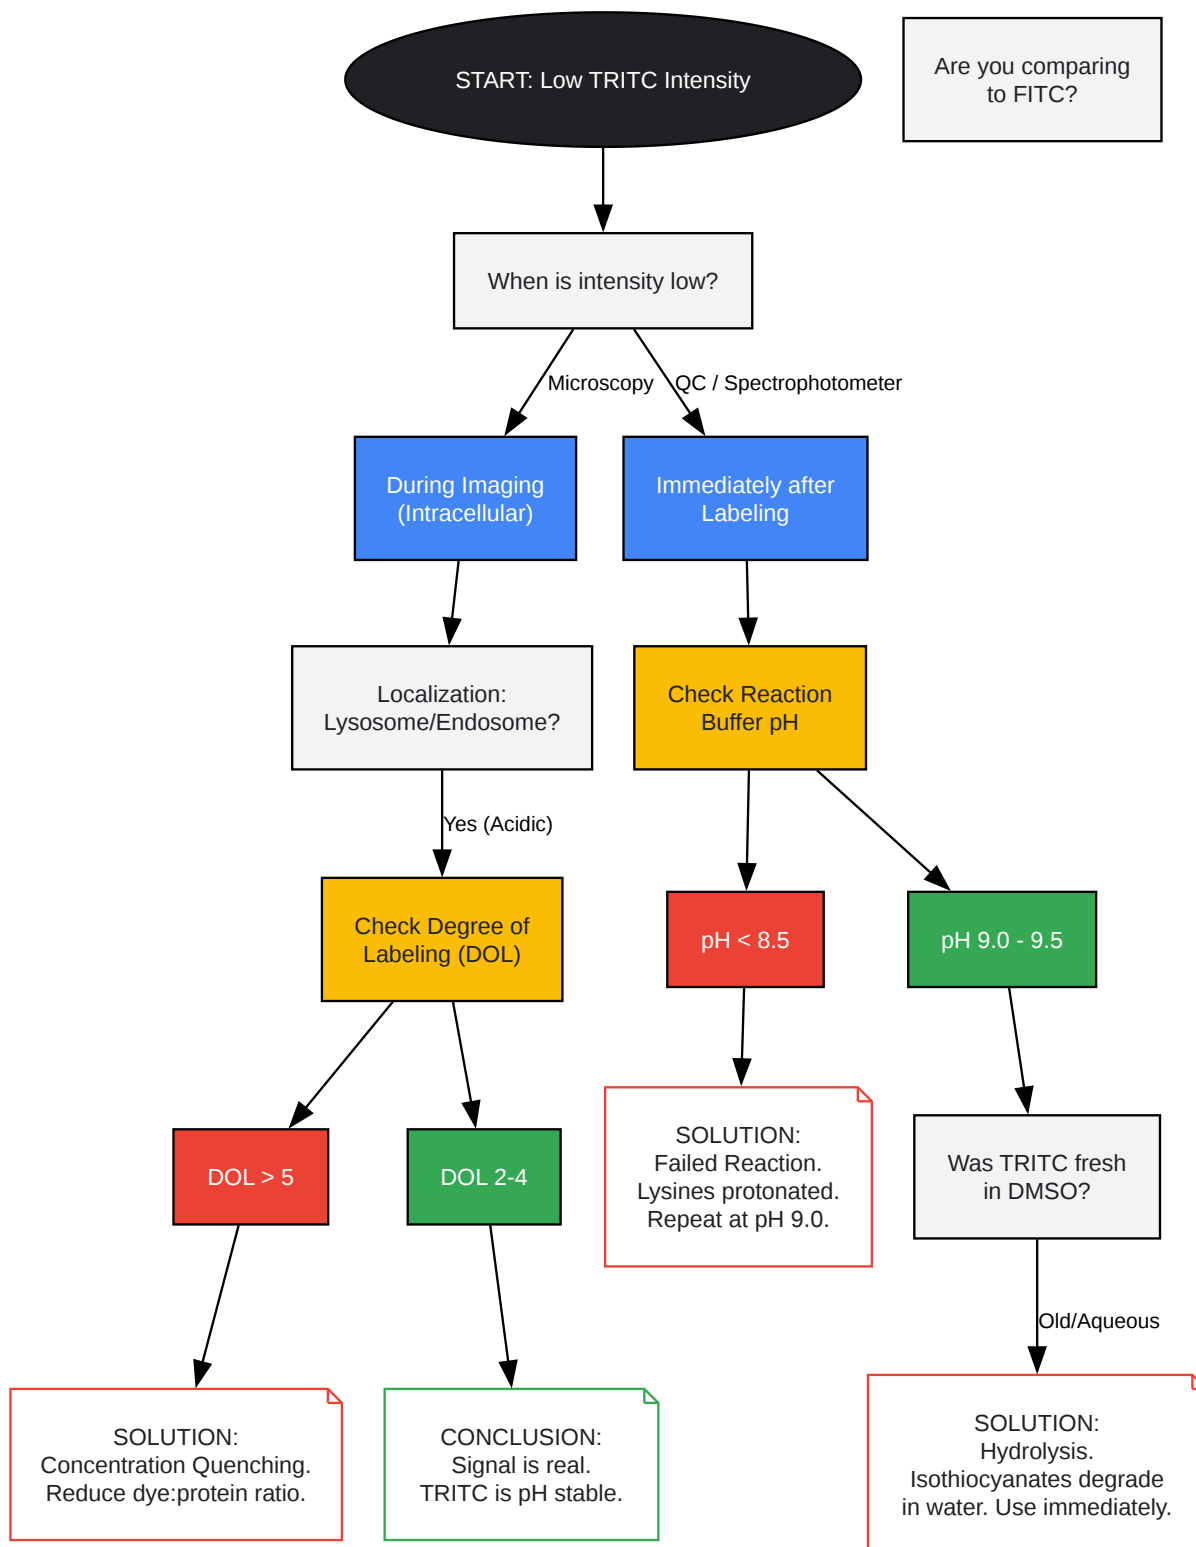 START: Low TRITC Intensity
Are you comparing
to FITC?
When is intensity low?
Microscopy
QC / Spectrophotometer
During Imaging
(Intracellular)
Immediately after
Labeling
Localization:
Lysosome/Endosome?
Check Reaction
Buffer pH
Yes (Acidic)
Check Degree of
Labeling (DOL)
pH < 8.5
pH 9.0 - 9.5
DOL > 5
DOL 2-4
SOLUTION:
Failed Reaction.
Lysines protonated.
Repeat at pH 9.0.
Was TRITC fresh
in DMSO?
Old/Aqueous
SOLUTION:
Concentration Quenching.
Reduce dye:protein ratio.
CONCLUSION:
Signal is real.
TRITC is pH stable.
SOLUTION:
Hydrolysis.
Isothiocyanates degrade
in water. Use immediately.